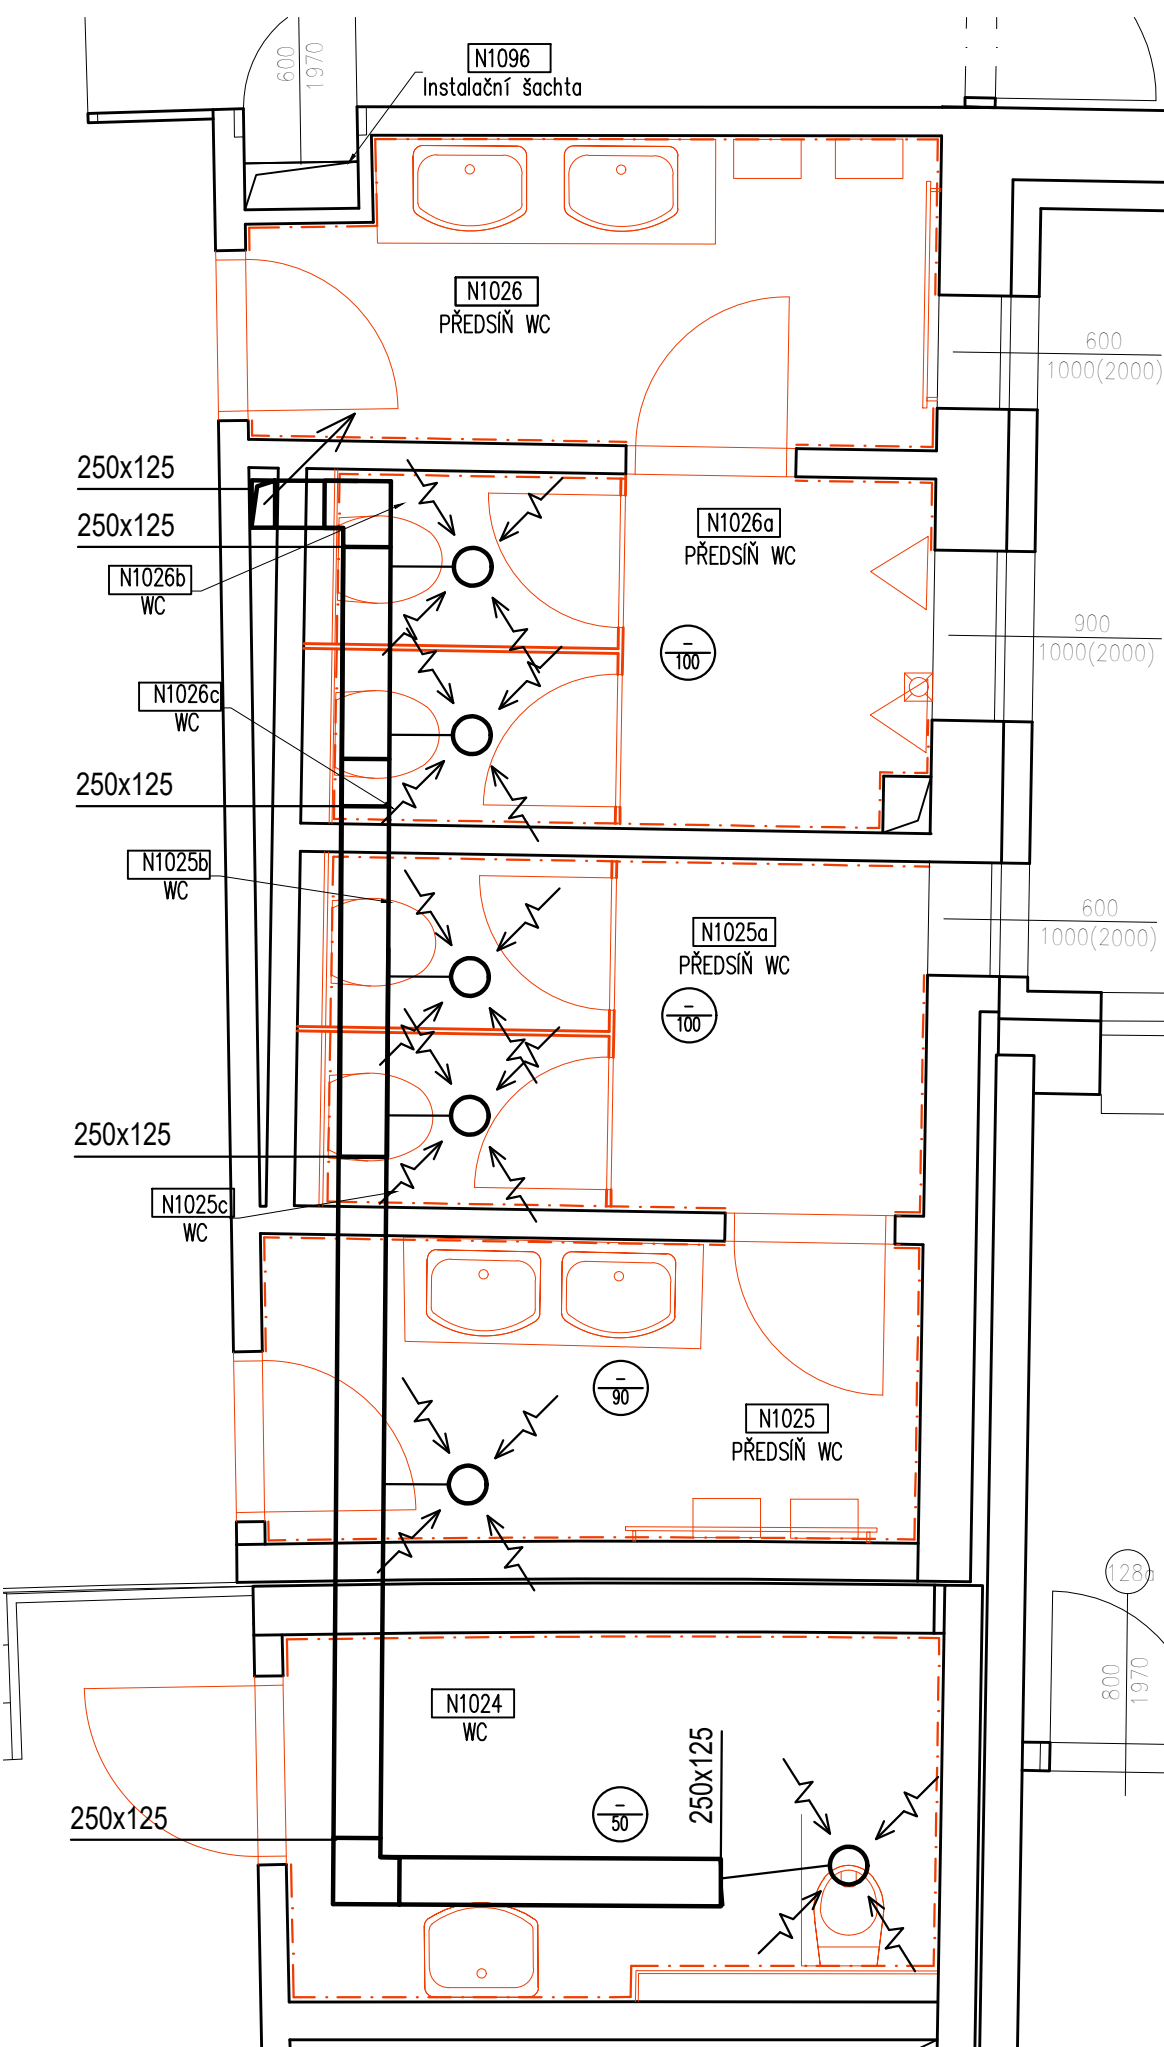 600
1970
N1096
Instalační šachta
N1026
PŘEDSÍŇ WC
600
1000(2000)
250x125
250x125
N1026a
PŘEDSÍŇ WC
N1026b
WC
900
1000(2000)
–
100
N1026c
WC
250x125
N1025b
WC
600
1000(2000)
N1025a
PŘEDSÍŇ WC
–
100
250x125
N1025c
WC
–
90
N1025
PŘEDSÍŇ WC
128a
800
1970
N1024
WC
250x125
–
50
250x125